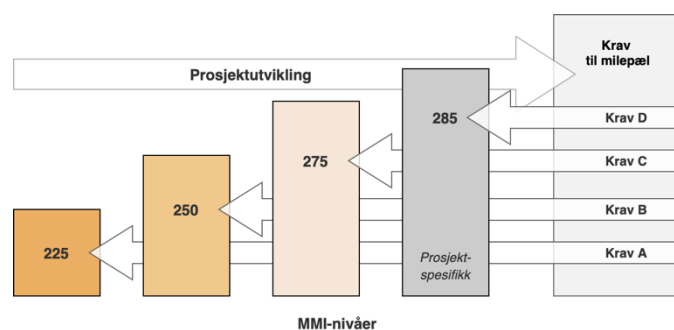 Krav
til milepæl
Prosjektutvikling
285
Krav D
275
Krav C
250
Krav B
225
Krav A
Prosjekt-
spesifikk
MMI-nivåer